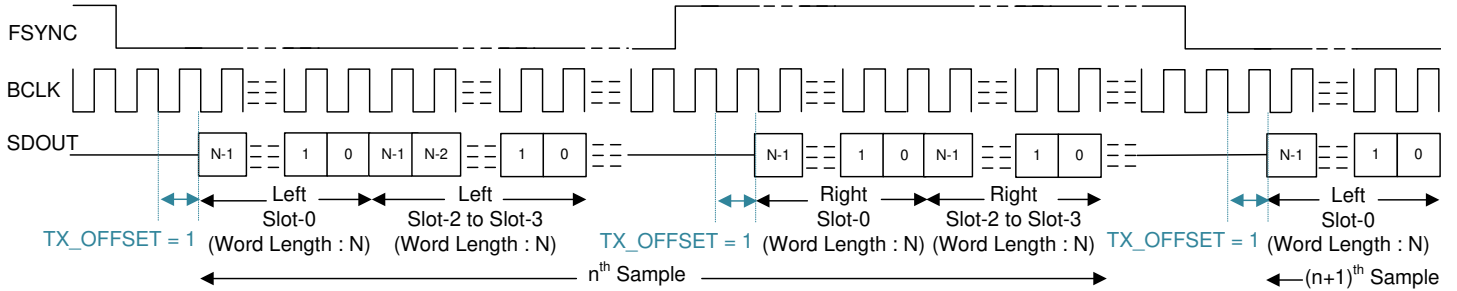 FSYNC
BCLK
SDOUT
N-1 1 0 N-1 N-2 1 0 N-1 1 0 N-1 1 0 N-1 1 0
Left Left Right Right Left
Slot-0 Slot-2 to Slot-3 Slot-0 Slot-2 to Slot-3 Slot-0
TX_OFFSET = 1 (Word Length : N) (Word Length : N) TX_OFFSET = 1 (Word Length : N) (Word Length : N) TX_OFFSET = 1 (Word Length : N)
nth Sample (n+1)th Sample